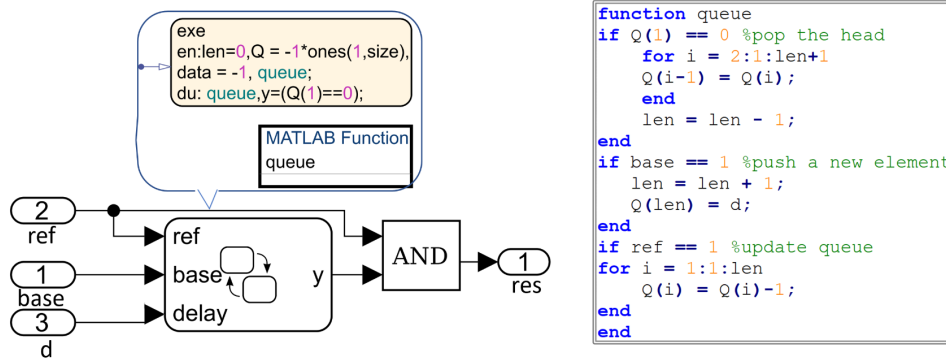 exe
en:len=0,Q = -1*ones(1,size),
data = -1, queue;
du: queue,y=(Q(1)==0);
MATLAB Function
queue
2
ref
1
base
3
d
ref
base
delay
y
AND
1
res
function queue
if Q(1) == 0 %pop the head
for i = 2:1:len+1
Q(i-1) = Q(i);
end
len = len - 1;
end
if base == 1 %push a new element
len = len + 1;
Q(len) = d;
end
if ref == 1 %update queue
for i = 1:1:len
Q(i) = Q(i)-1;
end
end